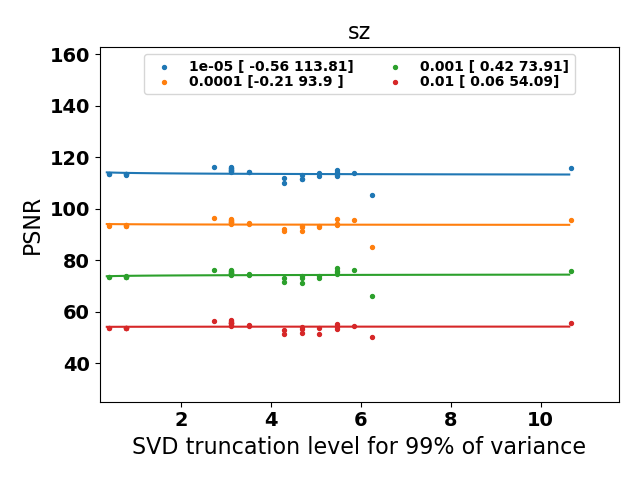 sz
1e-05 [ -0.56 113.81]
0.0001 [-0.21 93.9 ]
0.001 [ 0.42 73.91]
0.01 [ 0.06 54.09]
PSNR
160
140
120
100
80
60
40
2 4 6 8 10
SVD truncation level for 99% of variance